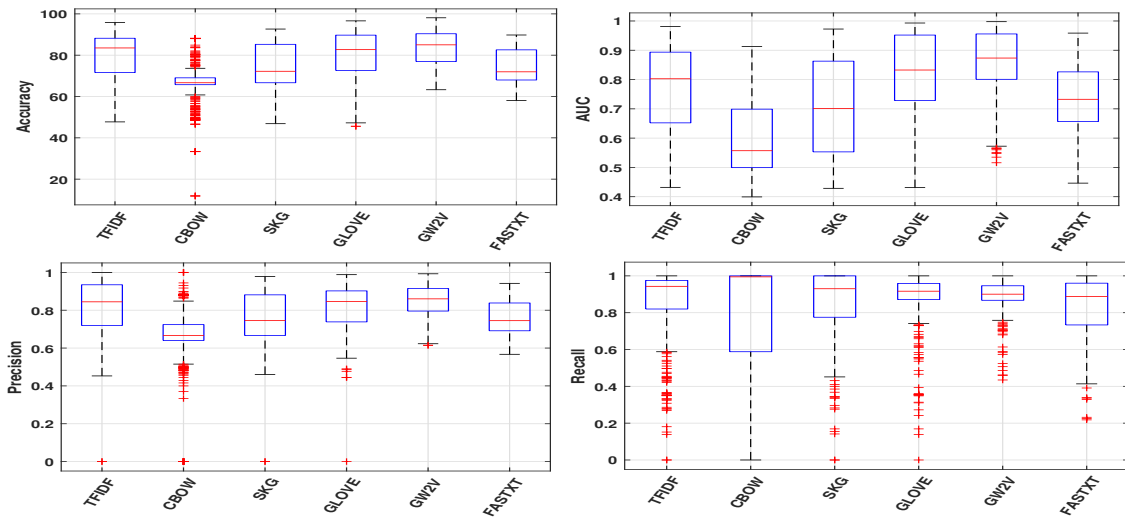 100
80
60
40
20
Accuracy
TFIDF
CBOW
SKG
GLOVE
GW2V
FASTXT
1
0.9
0.8
0.7
0.6
0.5
0.4
AUC
TFIDF
CBOW
SKG
GLOVE
GW2V
FASTXT
1
0.8
0.6
0.4
0.2
0
Precision
TFIDF
CBOW
SKG
GLOVE
GW2V
FASTXT
1
0.8
0.6
0.4
0.2
0
Recall
TFIDF
CBOW
SKG
GLOVE
GW2V
FASTXT